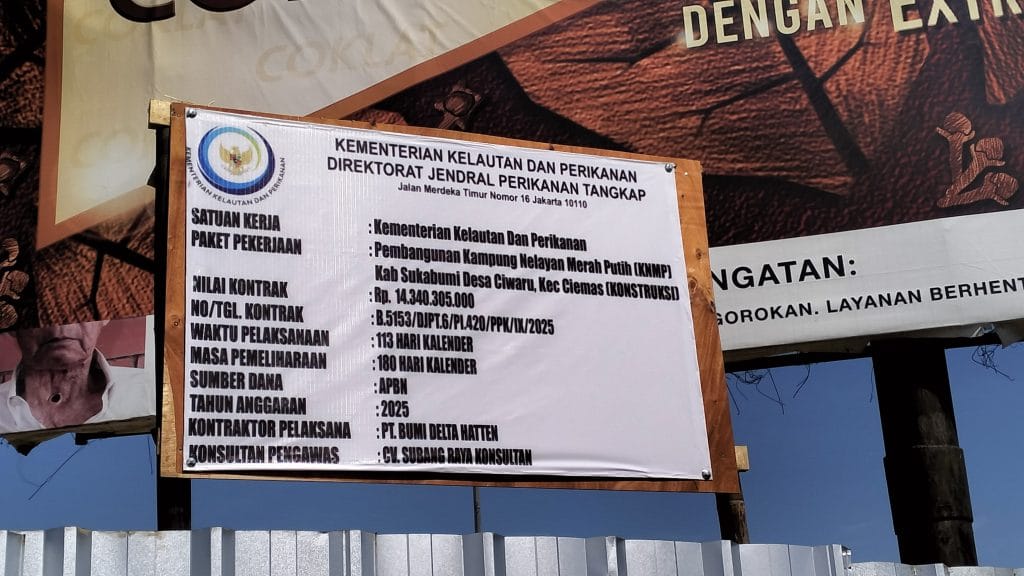 COKLAT
DENGAN EXTR
KEMENTERIAN KELAUTAN DAN PERIKANAN
DIREKTORAT JENDRAL PERIKANAN TANGKAP
Jalan Merdeka Timur Nomor 16 Jakarta 10110
KEMENTERIAN KELAUTAN DAN PERIKANAN
SATUAN KERJA : Kementerian Kelautan Dan Perikanan
PAKET PEKERJAAN : Pembangunan Kampung Nelayan Merah Putih (KNMP)
Kab Sukabumi Desa Ciwaru, Kec Ciemas (KONSTRUKSI)
NILAI KONTRAK : Rp. 14.340.305.000
NO/TGL. KONTRAK : B.5153/DJPT.6/PI.420/PPK/IX/2025
WAKTU PELAKSANAAN : 113 HARI KALENDER
MASA PEMELIHARAAN : 180 HARI KALENDER
SUMBER DANA : APBN
TAHUN ANGGARAN : 2025
KONTRAKTOR PELAKSANA : PT. BUMI DELTA HATTEN
KONSULTAN PENGAWAS : CV. SUBANG RAYA KONSULTAN
NGATAN:
GOROKAN. LAYANAN BERHENT